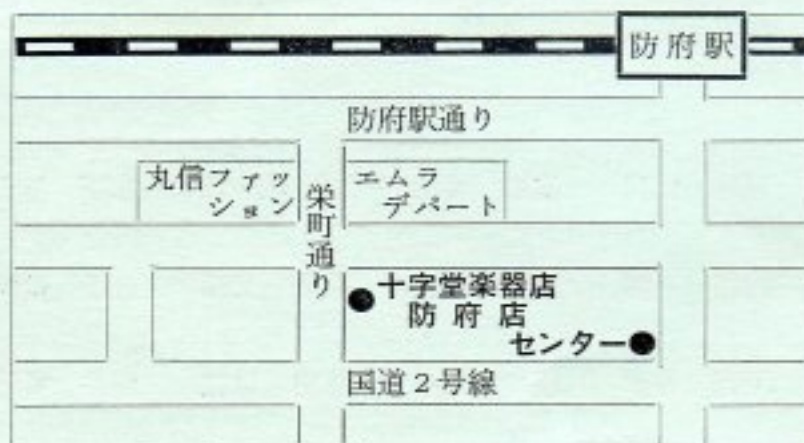 防府駅
防府駅通り
丸信ファッ
ション
エムラ
デパート
栄町通り
十字堂楽器店
防府店
センター
国道2号線